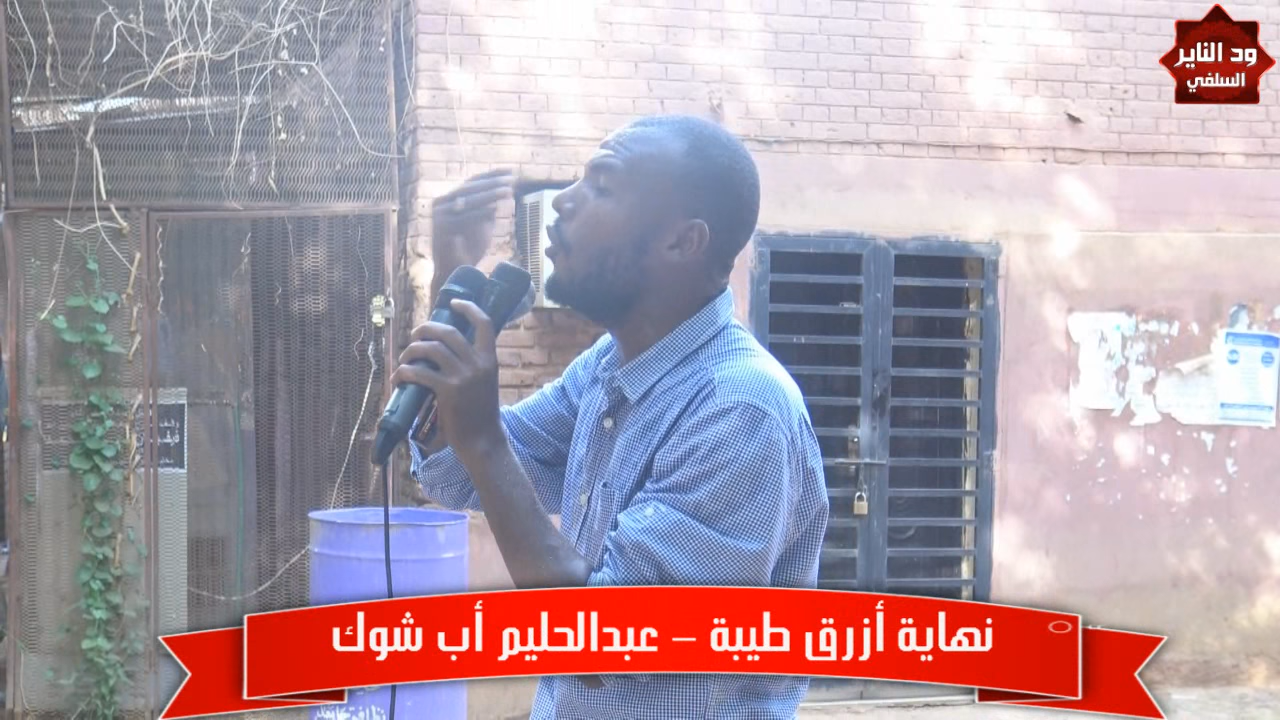 ود الناير
السلفي
نهاية أزرق طيبة – عبدالحليم أب شوك